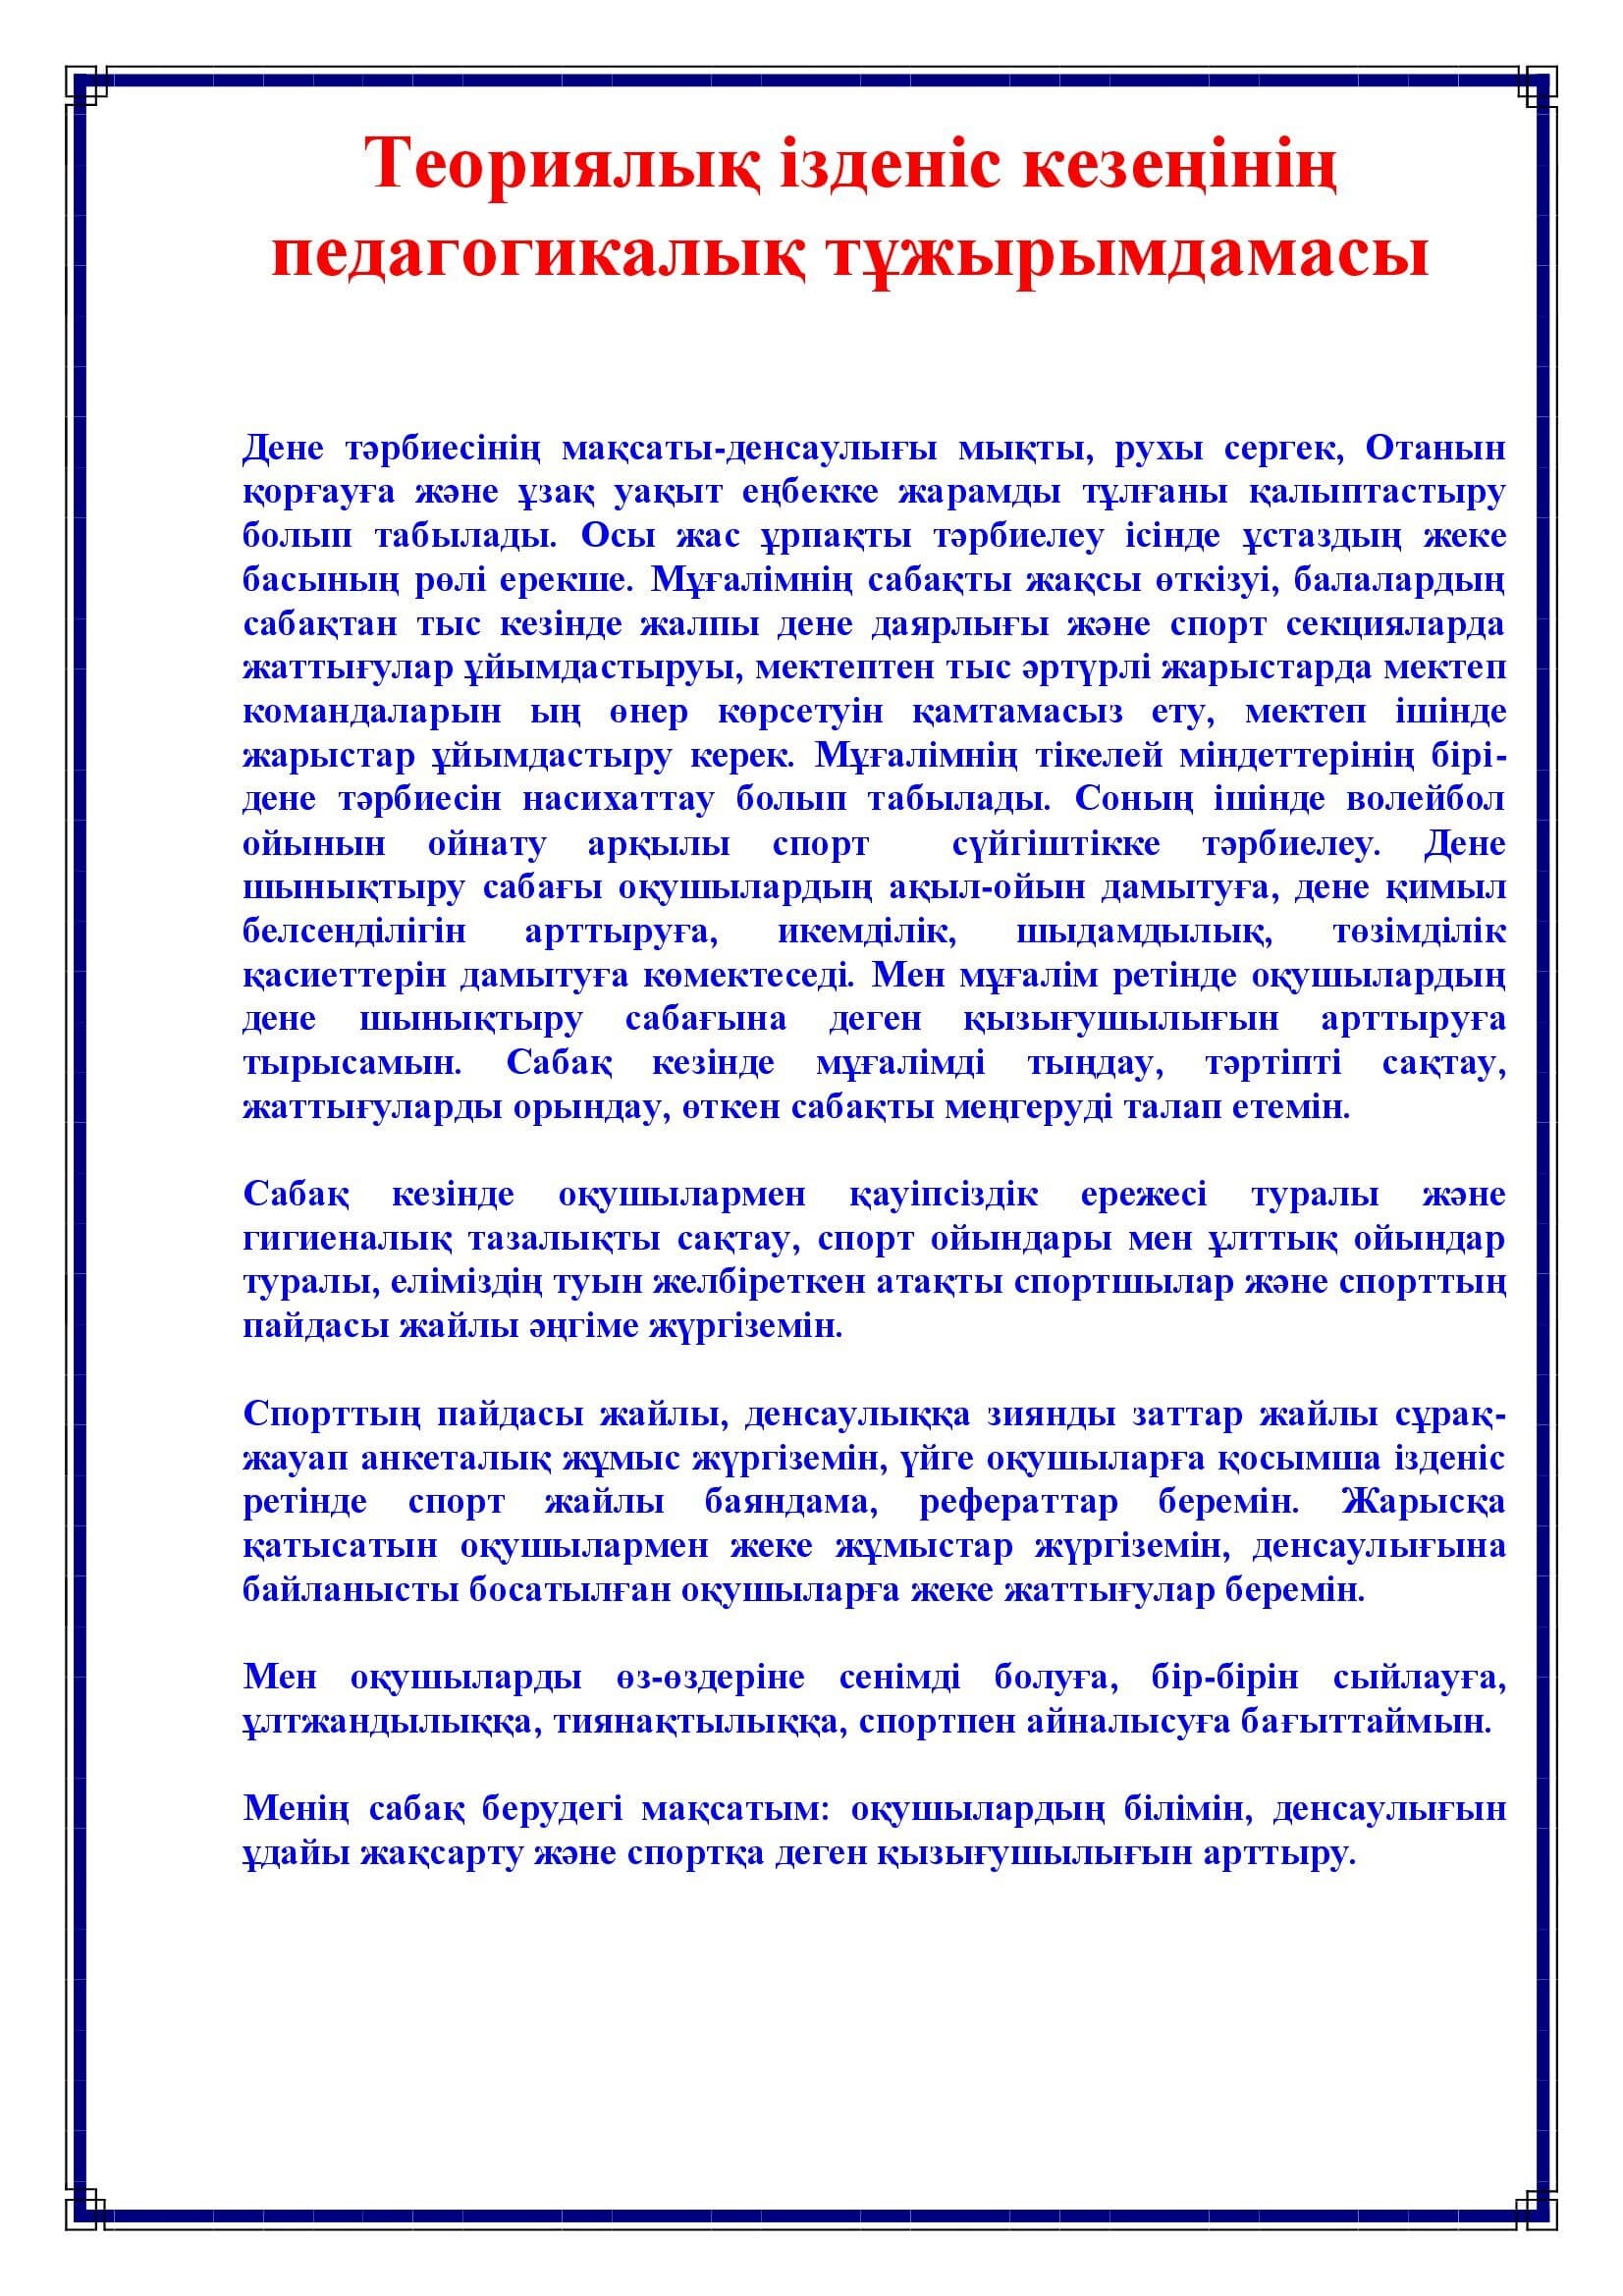 Теориялық ізденіс кезеңінің
педагогикалық тұжырымдамасы
Дене тәрбиесінің мақсаты-денсаулығы мықты, рухы сергек, Отанын
қорғауға және ұзақ уақыт еңбекке жарамды тұлғаны қалыптастыру
болып табылады. Осы жас ұрпақты тәрбиелеу ісінде ұстаздың жеке
басының рөлі ерекше. Мұғалімнің сабақты жақсы өткізуі, балалардың
сабақтан тыс кезінде жалпы дене даярлығы және спорт секцияларда
жаттығулар ұйымдастыруы, мектептен тыс әртүрлі жарыстарда мектеп
командаларын ың өнер көрсетуін қамтамасыз ету, мектеп ішінде
жарыстар ұйымдастыру керек. Мұғалімнің тікелей міндеттерінің бірі-
дене тәрбиесін насихаттау болып табылады. Соның ішінде волейбол
ойынын ойнату арқылы спорт сүйгіштікке тәрбиелеу. Дене
шынықтыру сабағы оқушылардың ақыл-ойын дамытуға, дене қимыл
белсенділігін арттыруға, икемділік, шыдамдылық, төзімділік
қасиеттерін дамытуға көмектеседі. Мен мұғалім ретінде оқушылардың
дене шынықтыру сабағына деген қызығушылығын арттыруға
тырысамын. Сабақ кезінде мұғалімді тыңдау, тәртіпті сақтау,
жаттығуларды орындау, өткен сабақты меңгеруді талап етемін.
Сабақ кезінде оқушылармен қауіпсіздік ережесі туралы және
гигиеналық тазалықты сақтау, спорт ойындары мен ұлттық ойындар
туралы, еліміздің туын желбіреткен атақты спортшылар және спорттың
пайдасы жайлы әңгіме жүргіземін.
Спорттың пайдасы жайлы, денсаулыққа зиянды заттар жайлы сұрақ-
жауап анкеталық жұмыс жүргіземін, үйге оқушыларға қосымша ізденіс
ретінде спорт жайлы баяндама, рефераттар беремін. Жарысқа
қатысатын оқушылармен жеке жұмыстар жүргіземін, денсаулығына
байланысты босатылған оқушыларға жеке жаттығулар беремін.
Мен оқушыларды өз-өздеріне сенімді болуға, бір-бірін сыйлауға,
ұлтжандылыққа, тиянақтылыққа, спортпен айналысуға бағыттаймын.
Менің сабақ берудегі мақсатым: оқушылардың білімін, денсаулығын
ұдайы жақсарту және спортқа деген қызығушылығын арттыру.